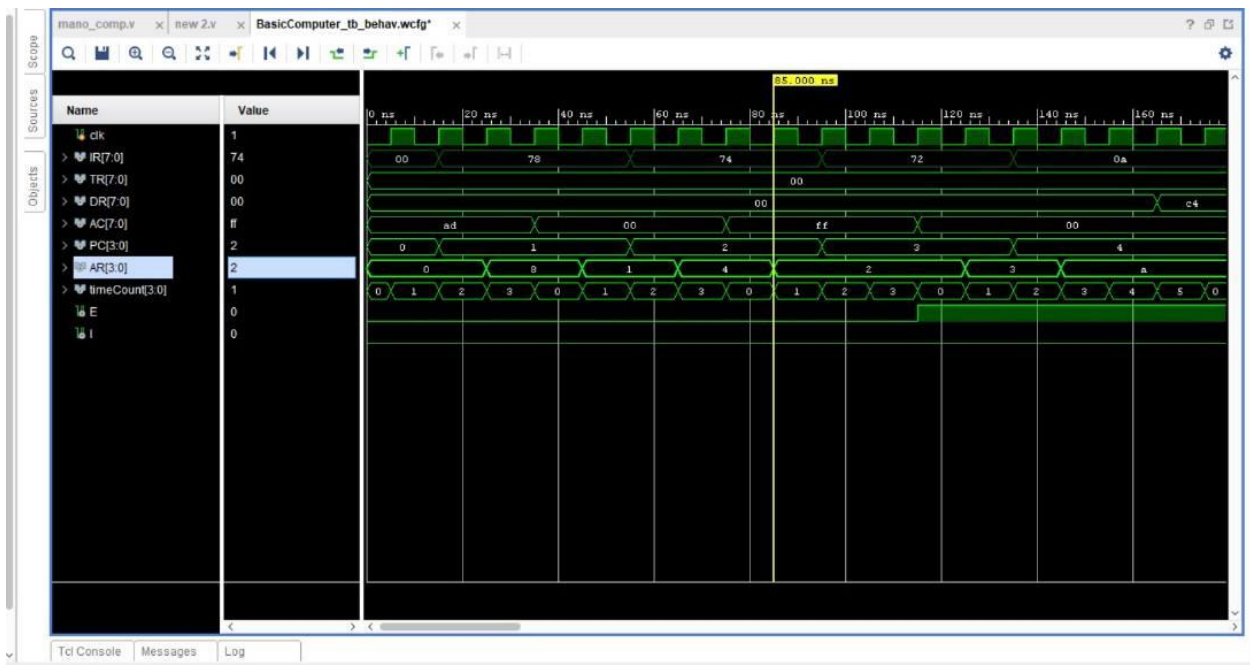 mano_comp.v × new 2.v × BasicComputer_tb_behav.wcfg* ×
?
Scope
Sources
Objects
85.000 ns
Name Value
0 ns 20 ns 40 ns 60 ns 80 ns 100 ns 120 ns 140 ns 160 ns
clk 1
IR[7:0] 74 00 78 74 72 0a
TR[7:0] 00 00
DR[7:0] 00 00 c4
AC[7:0] ff ad 00 ff 00
PC[3:0] 2 0 1 2 3 4
AR[3:0] 2 0 8 1 4 2 3 a
timeCount[3:0] 1 0 1 2 3 0 1 2 3 0 1 2 3 0 1 2 3 4 5 0
E 0
I 0
Tcl Console Messages Log